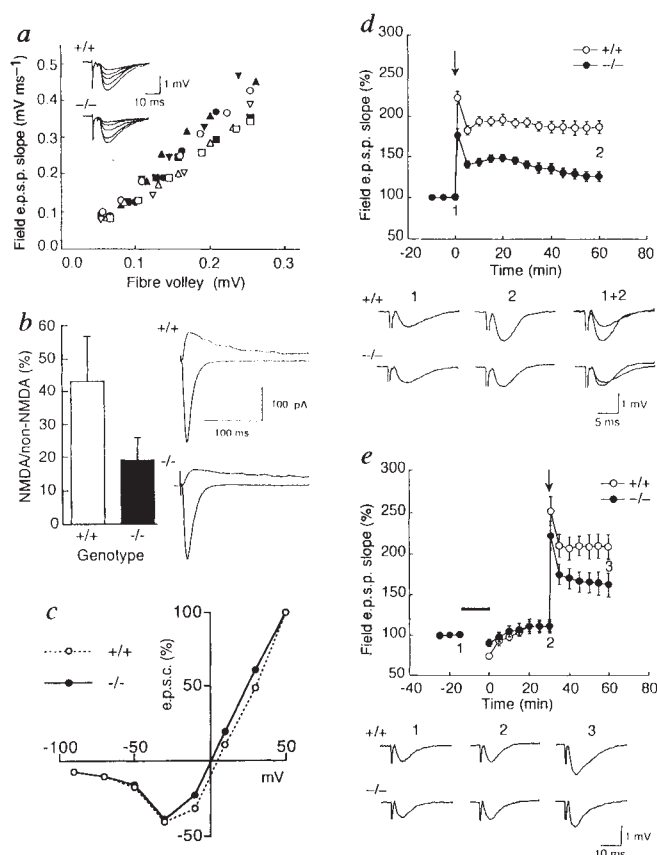 a
Field e.p.s.p. slope (mV ms⁻¹)
0.5
0.4
0.3
0.2
0.1
0.0
0.0 0.1 0.2 0.3
Fibre volley (mV)
+/+
–/–
1 mV
10 ms
b
NMDA/non-NMDA (%)
60
50
40
30
20
10
0
+/+ -/-
Genotype
+/+
100 pA
100 ms
-/-
c
+/+
-/-
e.p.s.c. (%)
100
50
-100 -50 50
mV
-50
d
+/+
–/–
Field e.p.s.p. slope (%)
300
250
200
150
100
50
1
2
-20 0 20 40 60
Time (min)
1 2 1+2
+/+
–/–
1 mV
5 ms
e
+/+
–/–
Field e.p.s.p. slope (%)
300
250
200
150
100
50
1
2
3
-40 -20 0 20 40 60 80
Time (min)
1 2 3
+/+
–/–
1 mV
10 ms